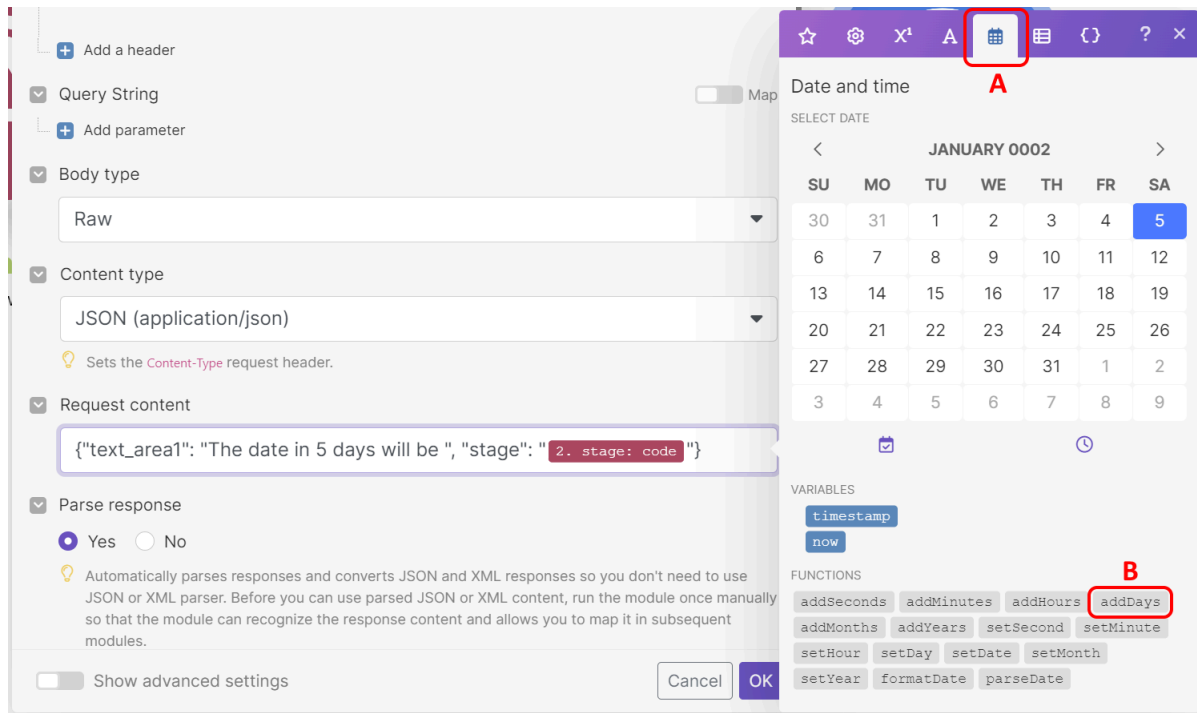 Add a header
Query String
Map
Add parameter
Body type
Raw
Content type
JSON (application/json)
Sets the Content-Type request header.
Request content
{"text_area1": "The date in 5 days will be ", "stage": " 2. stage: code "}
Parse response
Yes No
Automatically parses responses and converts JSON and XML responses so you don't need to use
JSON or XML parser. Before you can use parsed JSON or XML content, run the module once manually
so that the module can recognize the response content and allows you to map it in subsequent
modules.
Show advanced settings
Cancel OK
X¹ A {} ? ×
A
Date and time
SELECT DATE
< JANUARY 0002 >
SU MO TU WE TH FR SA
30 31 1 2 3 4 5
6 7 8 9 10 11 12
13 14 15 16 17 18 19
20 21 22 23 24 25 26
27 28 29 30 31 1 2
3 4 5 6 7 8 9
VARIABLES
timestamp
now
FUNCTIONS
B
addSeconds addMinutes addHours addDays
addMonths addYears setSecond setMinute
setHour setDay setDate setMonth
setYear formatDate parseDate